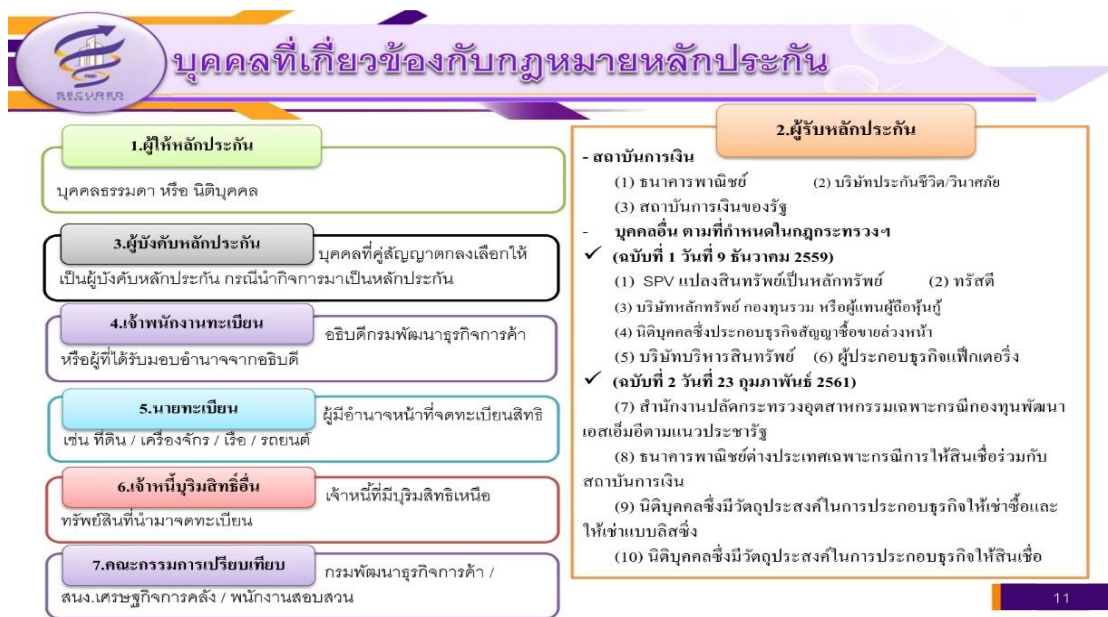 SECURED
TRANSACTION
บุคคลที่เกี่ยวข้องกับกฎหมายหลักประกัน
1.ผู้ให้หลักประกัน
บุคคลธรรมดา หรือ นิติบุคคล
3.ผู้บังคับหลักประกัน
บุคคลที่คู่สัญญาตกลงเลือกให้
เป็นผู้บังคับหลักประกัน กรณีนำกิจการมาเป็นหลักประกัน
4.เจ้าพนักงานทะเบียน
อธิบดีกรมพัฒนาธุรกิจการค้า
หรือผู้ที่ได้รับมอบอำนาจจากอธิบดี
5.นายทะเบียน
ผู้มีอำนาจหน้าที่จดทะเบียนสิทธิ
เช่น ที่ดิน / เครื่องจักร / เรือ / รถยนต์
6.เจ้าหนี้บุริมสิทธิ์อื่น
เจ้าหนี้ที่มีบุริมสิทธิเหนือ
ทรัพย์สินที่นำมาจดทะเบียน
7.คณะกรรมการเปรียบเทียบ
กรมพัฒนาธุรกิจการค้า /
สนง.เศรษฐกิจการคลัง / พนักงานสอบสวน
2.ผู้รับหลักประกัน
- สถาบันการเงิน
(1) ธนาคารพาณิชย์ (2) บริษัทประกันชีวิต/วินาศภัย
(3) สถาบันการเงินของรัฐ
- บุคคลอื่น ตามที่กำหนดในกฎกระทรวงฯ
✓ (ฉบับที่ 1 วันที่ 9 ธันวาคม 2559)
(1) SPV แปลงสินทรัพย์เป็นหลักทรัพย์ (2) ทรัสตี
(3) บริษัทหลักทรัพย์ กองทุนรวม หรือผู้แทนผู้ถือหุ้นกู้
(4) นิติบุคคลซึ่งประกอบธุรกิจสัญญาซื้อขายล่วงหน้า
(5) บริษัทบริหารสินทรัพย์ (6) ผู้ประกอบธุรกิจแฟ็กเตอริ่ง
✓ (ฉบับที่ 2 วันที่ 23 กุมภาพันธ์ 2561)
(7) สำนักงานปลัดกระทรวงอุตสาหกรรมเฉพาะกรณีกองทุนพัฒนา
เอสเอ็มอีตามแนวประชารัฐ
(8) ธนาคารพาณิชย์ต่างประเทศเฉพาะกรณีการให้สินเชื่อร่วมกับ
สถาบันการเงิน
(9) นิติบุคคลซึ่งมีวัตถุประสงค์ในการประกอบธุรกิจให้เช่าซื้อและ
ให้เช่าแบบลิสซิ่ง
(10) นิติบุคคลซึ่งมีวัตถุประสงค์ในการประกอบธุรกิจให้สินเชื่อ
11